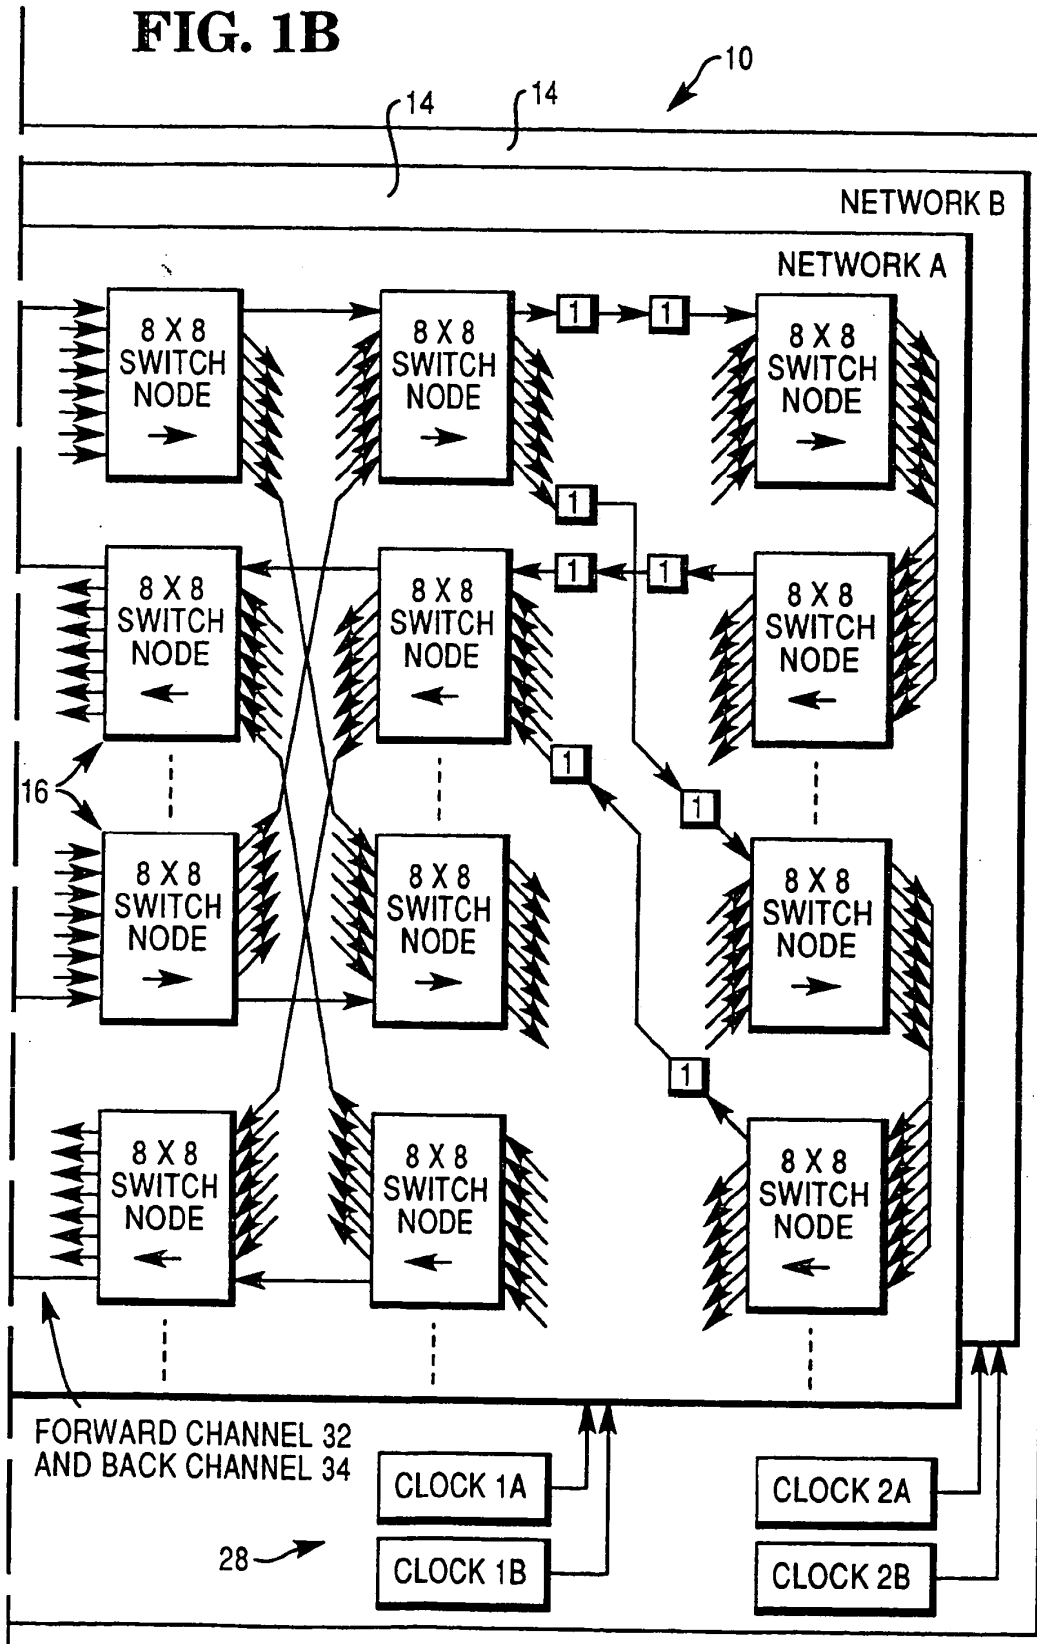 FIG. 1B
10
14
14
NETWORK B
NETWORK A
8 X 8
SWITCH
NODE
8 X 8
SWITCH
NODE
1
1
8 X 8
SWITCH
NODE
1
8 X 8
SWITCH
NODE
8 X 8
SWITCH
NODE
1
1
8 X 8
SWITCH
NODE
16
1
1
8 X 8
SWITCH
NODE
8 X 8
SWITCH
NODE
8 X 8
SWITCH
NODE
1
8 X 8
SWITCH
NODE
8 X 8
SWITCH
NODE
8 X 8
SWITCH
NODE
FORWARD CHANNEL 32
AND BACK CHANNEL 34
CLOCK 1A
CLOCK 2A
28
CLOCK 1B
CLOCK 2B